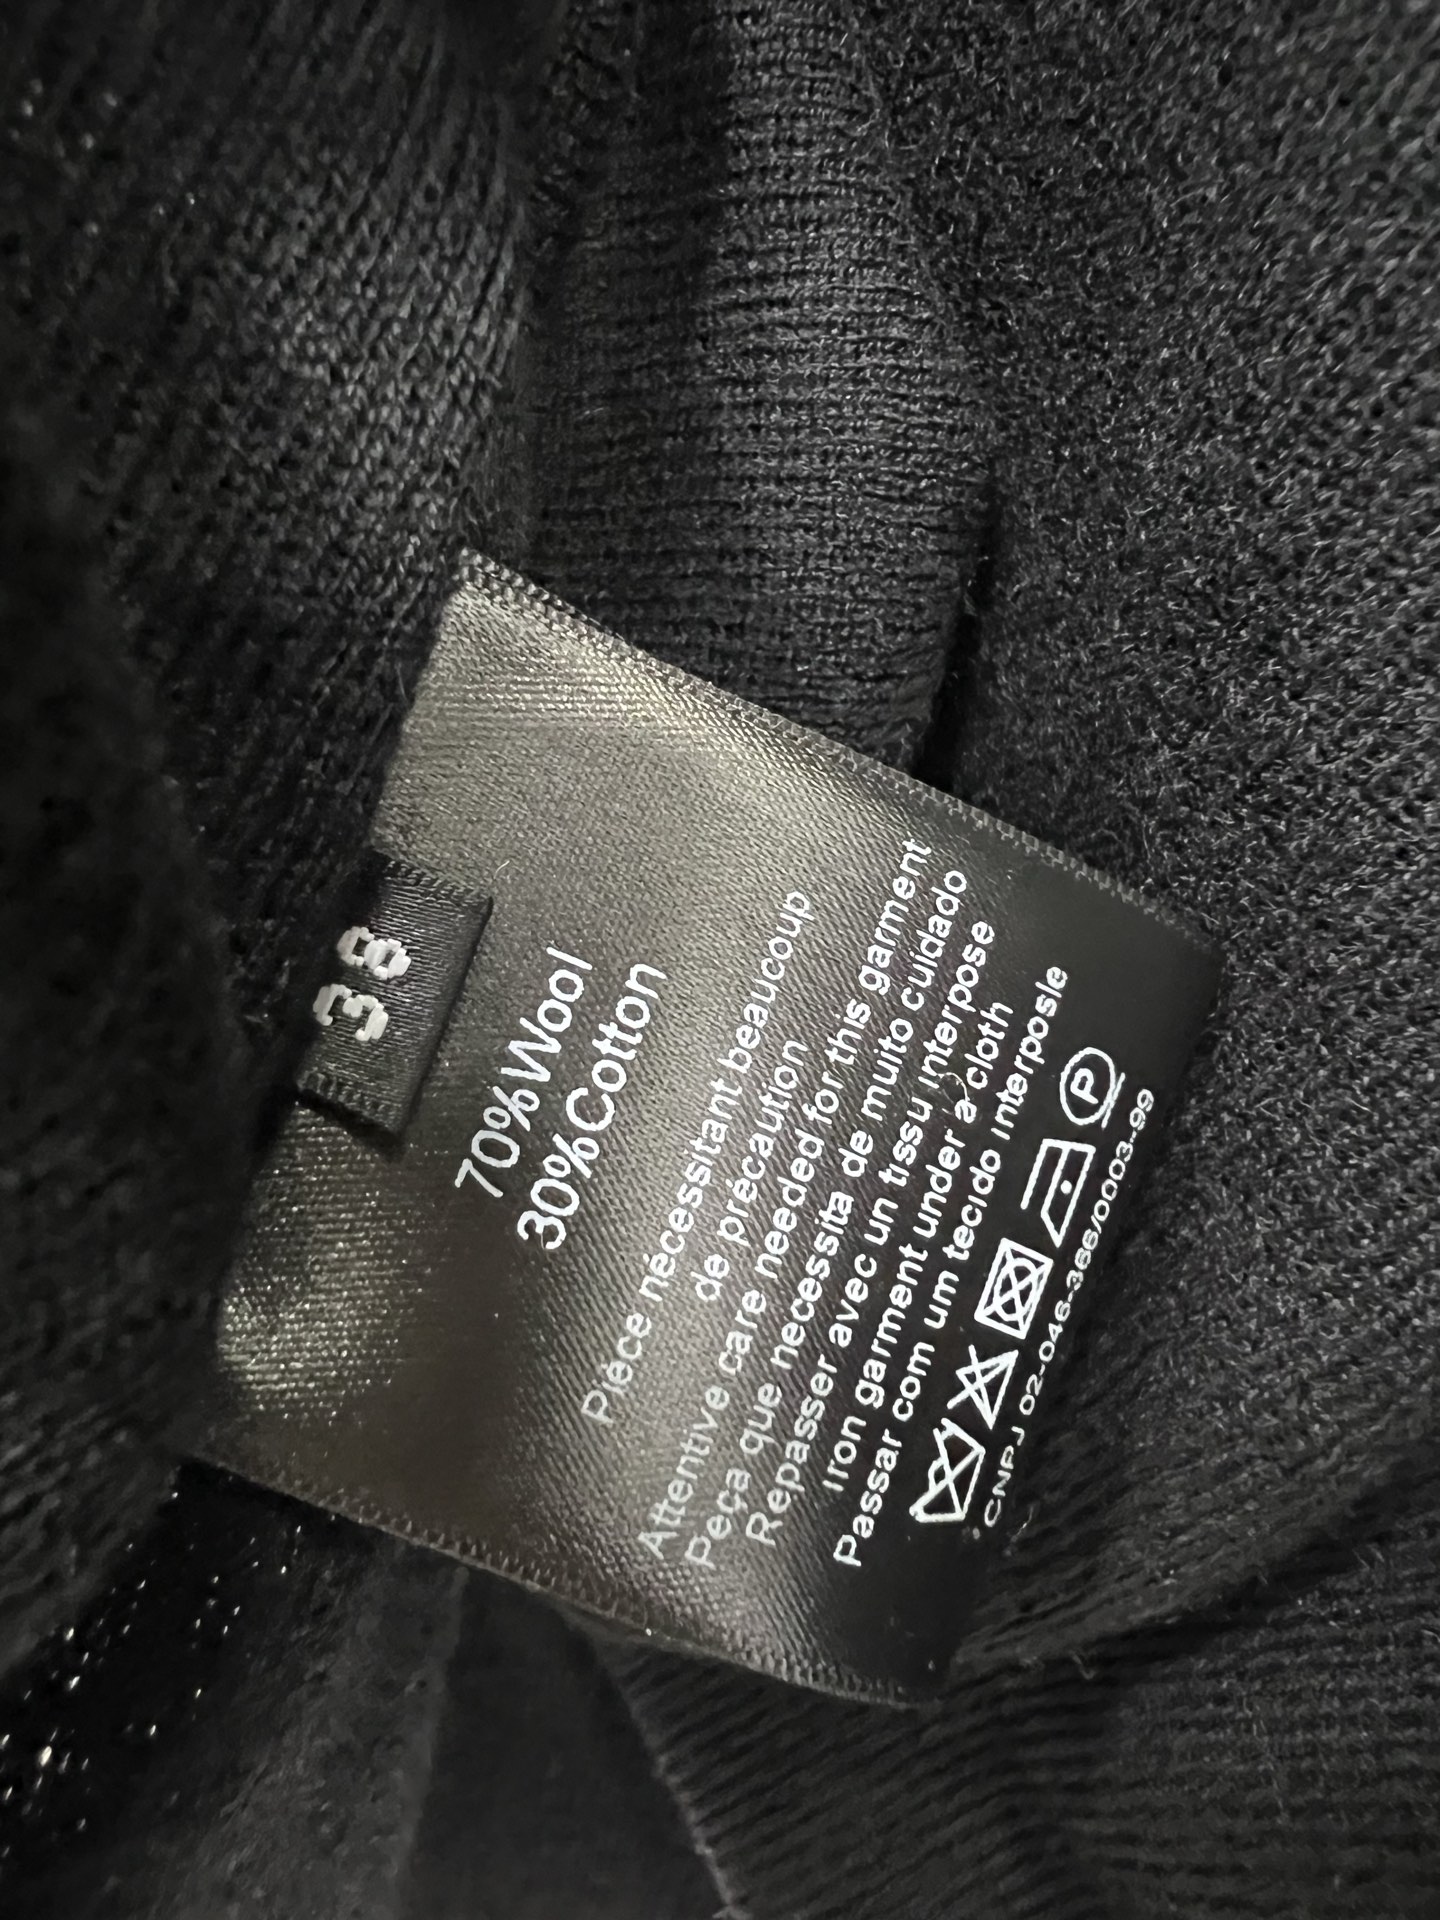 38
70%Wool
30%Cotton
Pièce nécessitant beaucoup
de précaution
Attentive care needed for this garment
Peça que necessita de muito cuidado
Repasser avec un tissu interpose
Iron garment under a cloth
Passar com um tecido interposie
P
CNPJ 02-046-366/0003-99